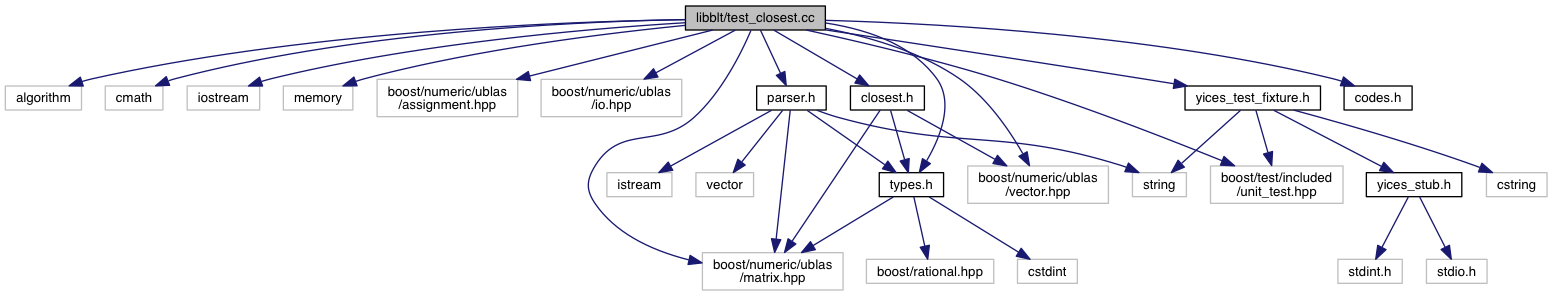 libblt/test_closest.cc
algorithm
cmath
iostream
memory
boost/numeric/ublas
/assignment.hpp
boost/numeric/ublas
/io.hpp
parser.h
closest.h
yices_test_fixture.h
codes.h
istream
vector
types.h
boost/numeric/ublas
/vector.hpp
string
boost/test/included
/unit_test.hpp
yices_stub.h
cstring
boost/numeric/ublas
/matrix.hpp
boost/rational.hpp
cstdint
stdint.h
stdio.h